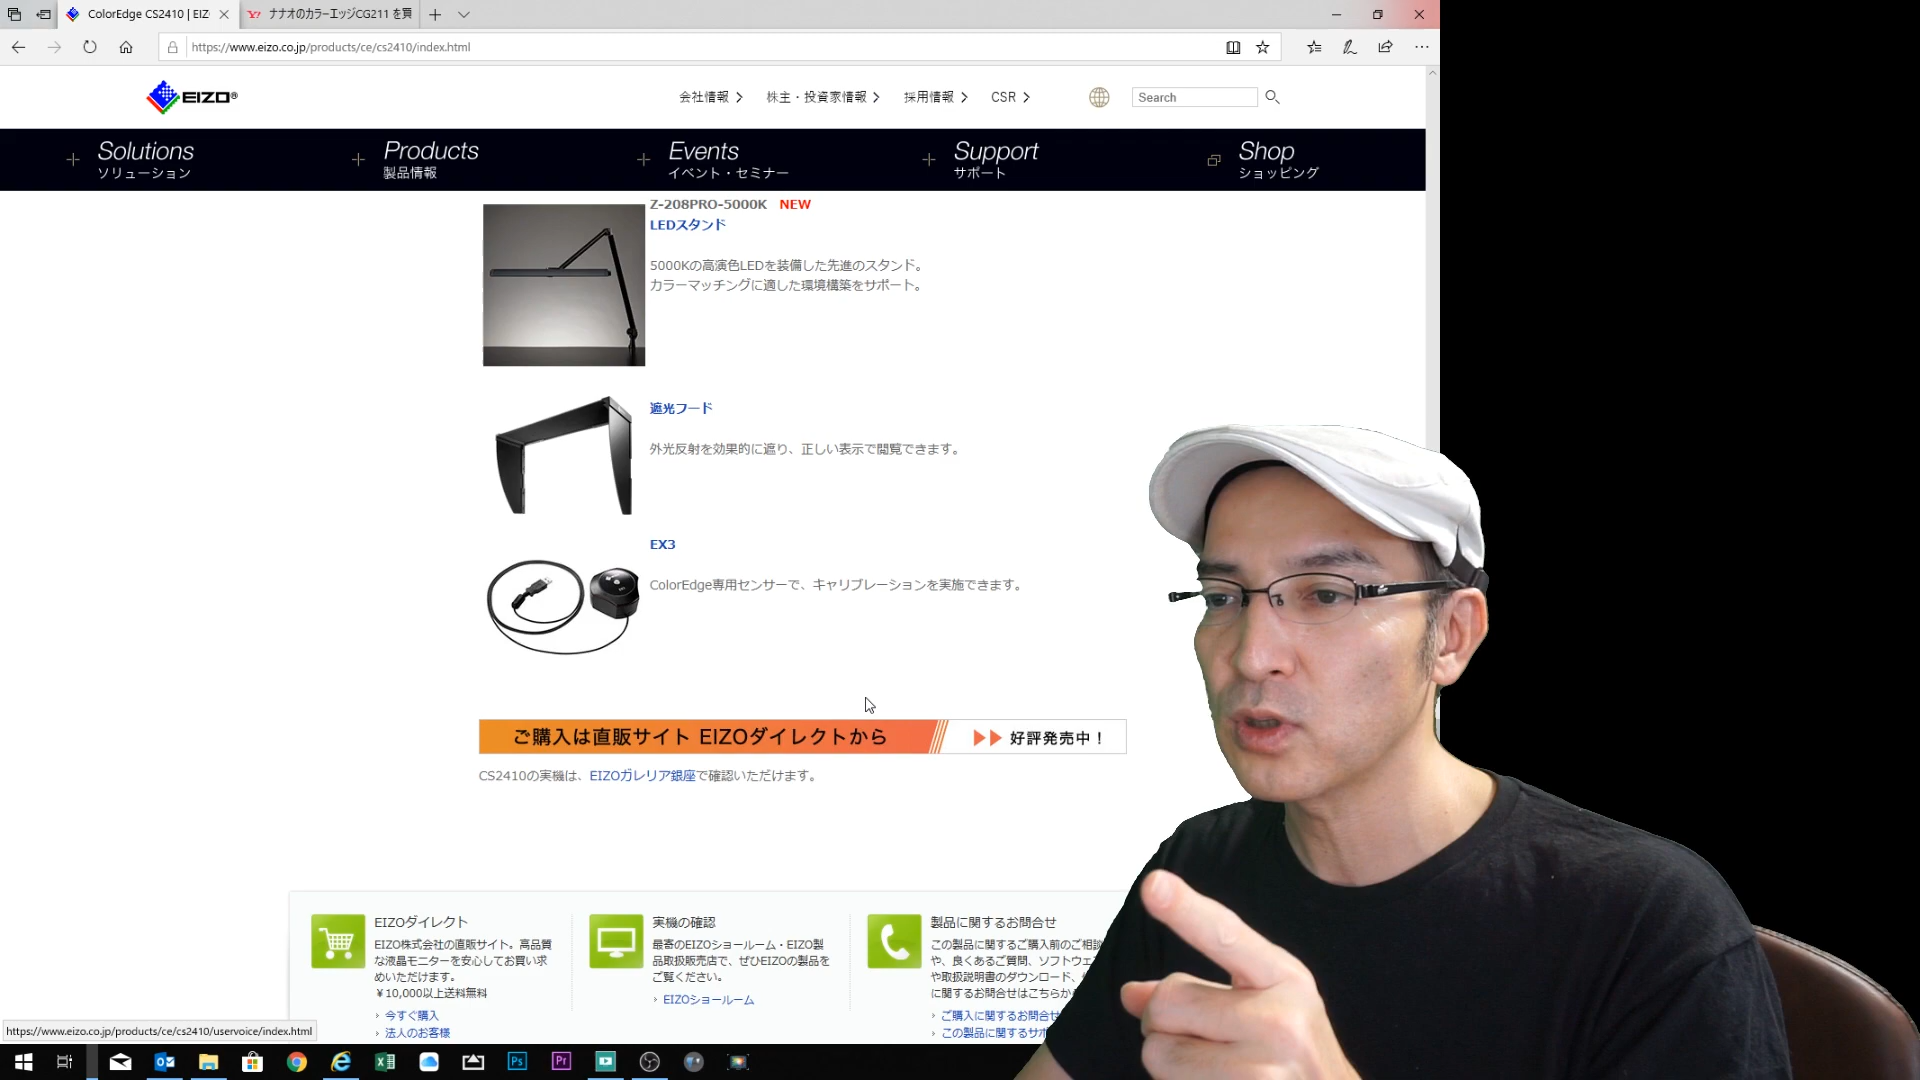 ColorEdge CS2410 | EIZ
ナナオのカラーエッジCG211 を買
https://www.eizo.co.jp/products/ce/cs2410/index.html
EIZO®
会社情報
株主・投資家情報
採用情報
CSR
Search
Solutions
ソリューション
Products
製品情報
Events
イベント・セミナー
Support
サポート
Shop
ショッピング
Z-208PRO-5000K NEW
LEDスタンド
5000Kの高演色LEDを装備した先進のスタンド。
カラーマッチングに適した環境構築をサポート。
遮光フード
外光反射を効果的に遮り、正しい表示で閲覧できます。
EX3
ColorEdge専用センサーで、キャリブレーションを実施できます。
ご購入は直販サイト EIZOダイレクトから
好評発売中！
CS2410の実機は、EIZOガレリア銀座で確認いただけます。
EIZOダイレクト
EIZO株式会社の直販サイト。高品質
な液晶モニターを安心してお買い求
めいただけます。
￥10,000以上送料無料
今すぐ購入
法人のお客様
実機の確認
最寄のEIZOショールーム・EIZO製
品取扱販売店で、ぜひEIZOの製品を
ご覧ください。
EIZOショールーム
製品に関するお問合せ
この製品に関するご購入前のご相談
や、良くあるご質問、ソフトウェ
や取扱説明書のダウンロード、
に関するお問合せはこちらか
ご購入に関するお問合せ
この製品に関するサポ
https://www.eizo.co.jp/products/ce/cs2410/uservoice/index.html
Ps
Pr